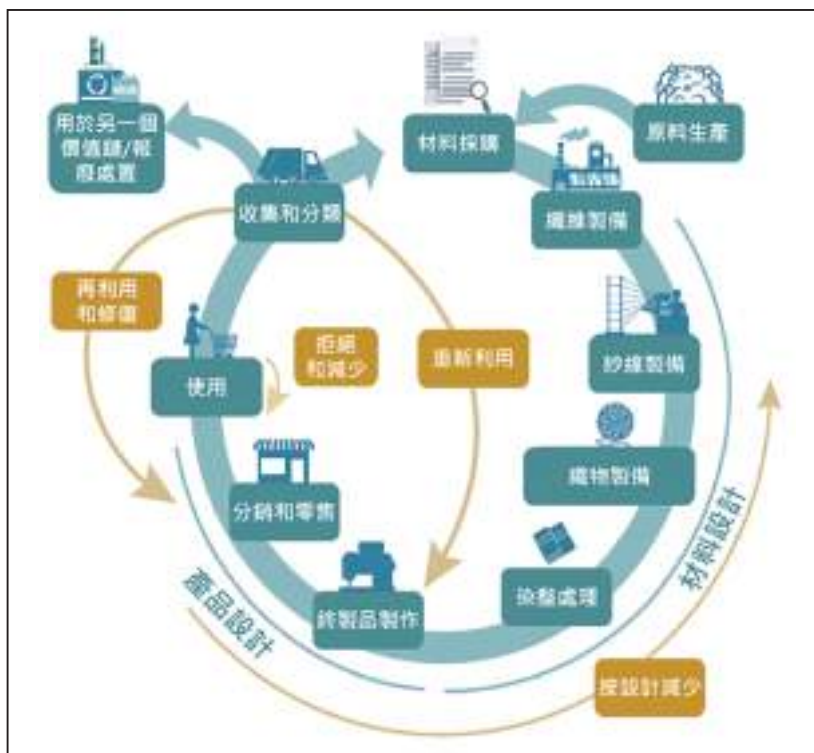 用於另一個
價值鏈/報
廢處置
材料採購
原料生產
收集和分類
纖維製備
再利用
和修復
拒絕
和減少
重新利用
使用
紗線製備
織物製備
分銷和零售
染整處理
終製品製作
產品設計
材料設計
按設計減少